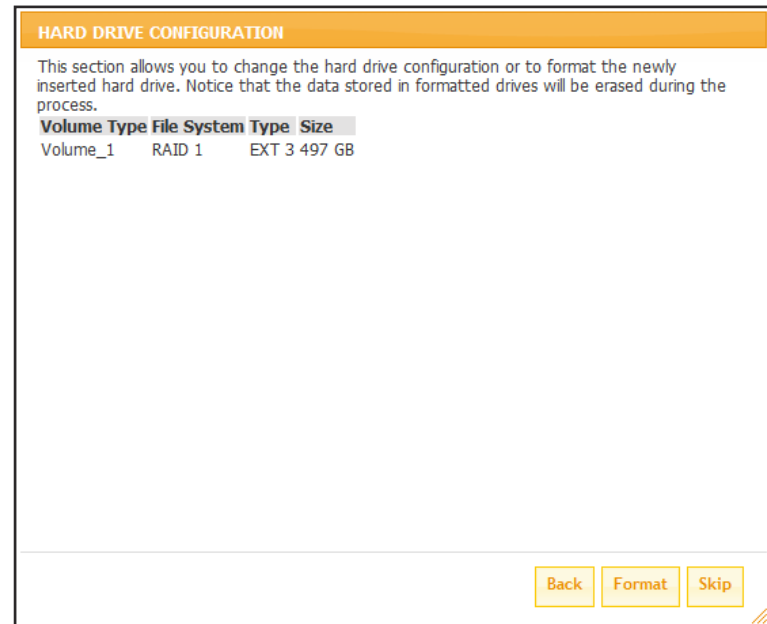 HARD DRIVE CONFIGURATION
This section allows you to change the hard drive configuration or to format the newly
inserted hard drive. Notice that the data stored in formatted drives will be erased during the
process.
Volume Type File System Type Size
Volume_1 RAID 1 EXT 3 497 GB
Back Format Skip